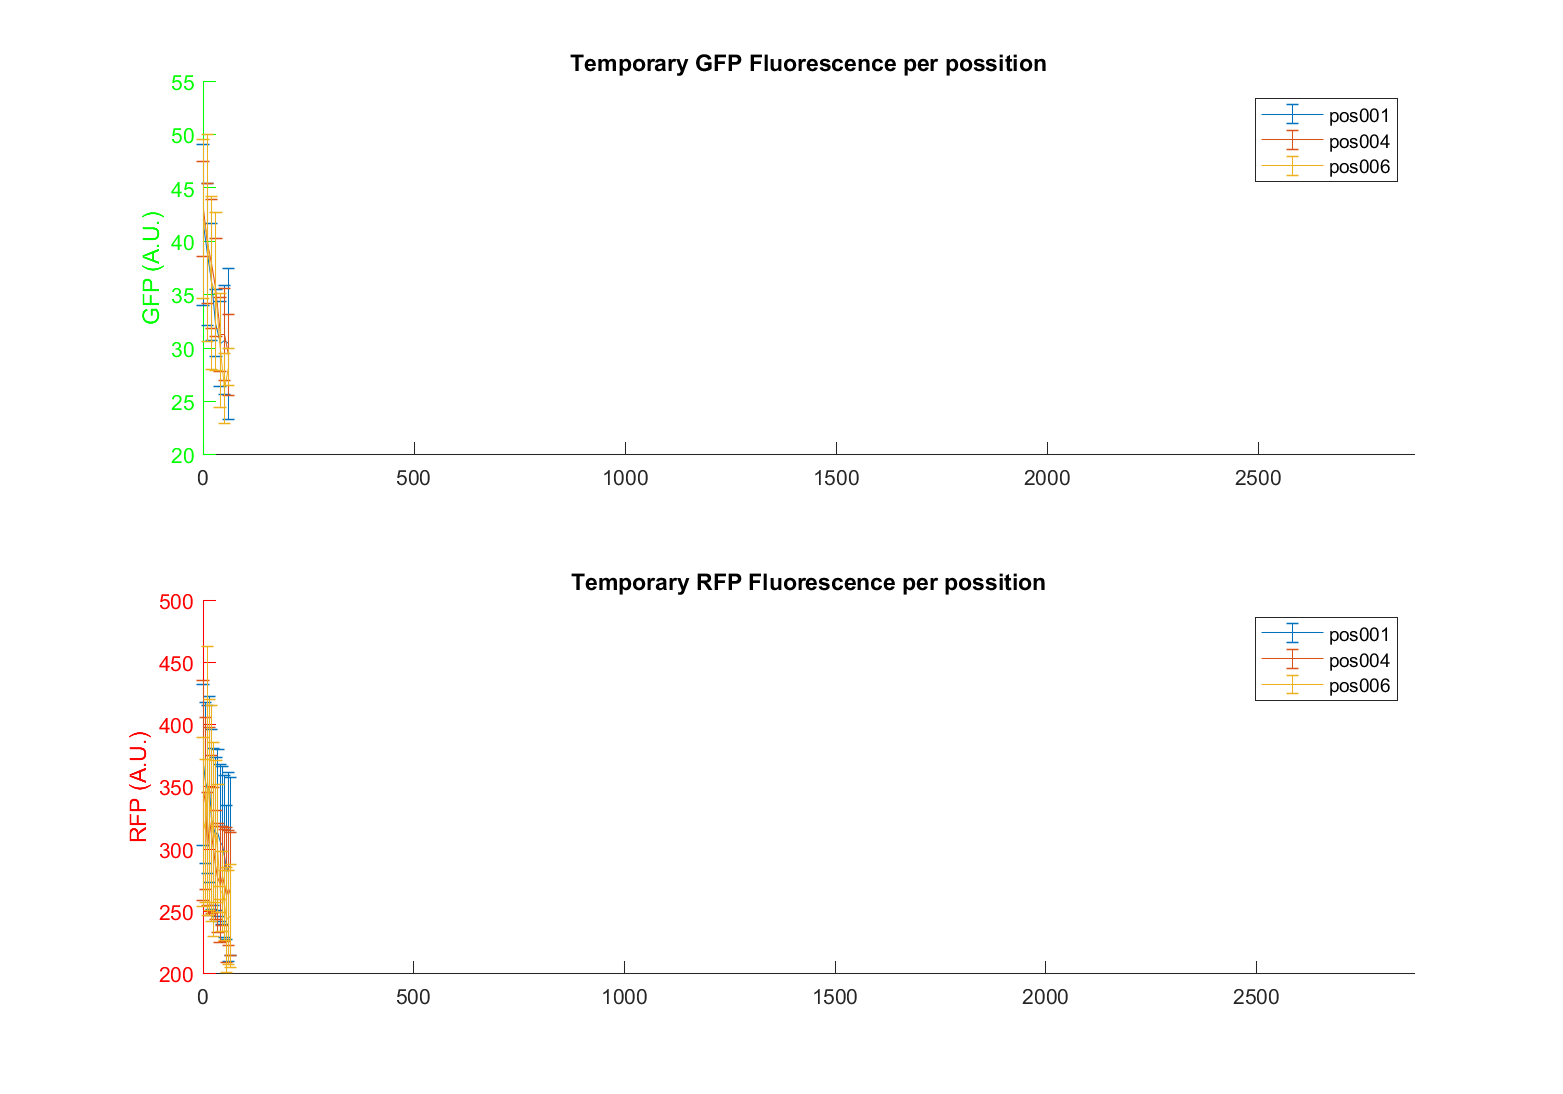 Temporary GFP Fluorescence per possition
55
50
45
40
35
30
25
20
GFP (A.U.)
0 500 1000 1500 2000 2500
pos001
pos004
pos006
Temporary RFP Fluorescence per possition
500
450
400
350
300
250
200
RFP (A.U.)
0 500 1000 1500 2000 2500
pos001
pos004
pos006